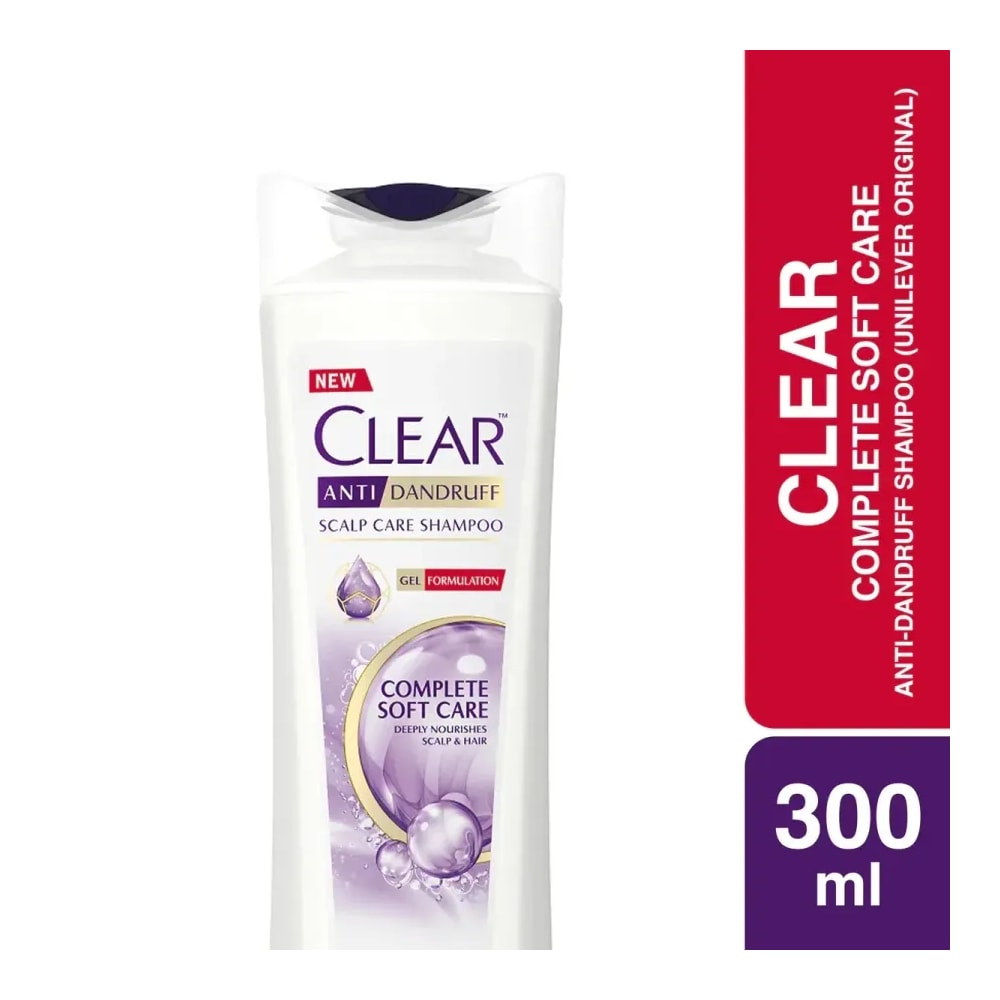 NEW
CLEAR™
ANTI DANDRUFF
SCALP CARE SHAMPOO
GEL FORMULATION
COMPLETE
SOFT CARE
DEEPLY NOURISHES
SCALP & HAIR
CLEAR
COMPLETE SOFT CARE
ANTI-DANDRUFF SHAMPOO (UNILEVER ORIGINAL)
300
ml